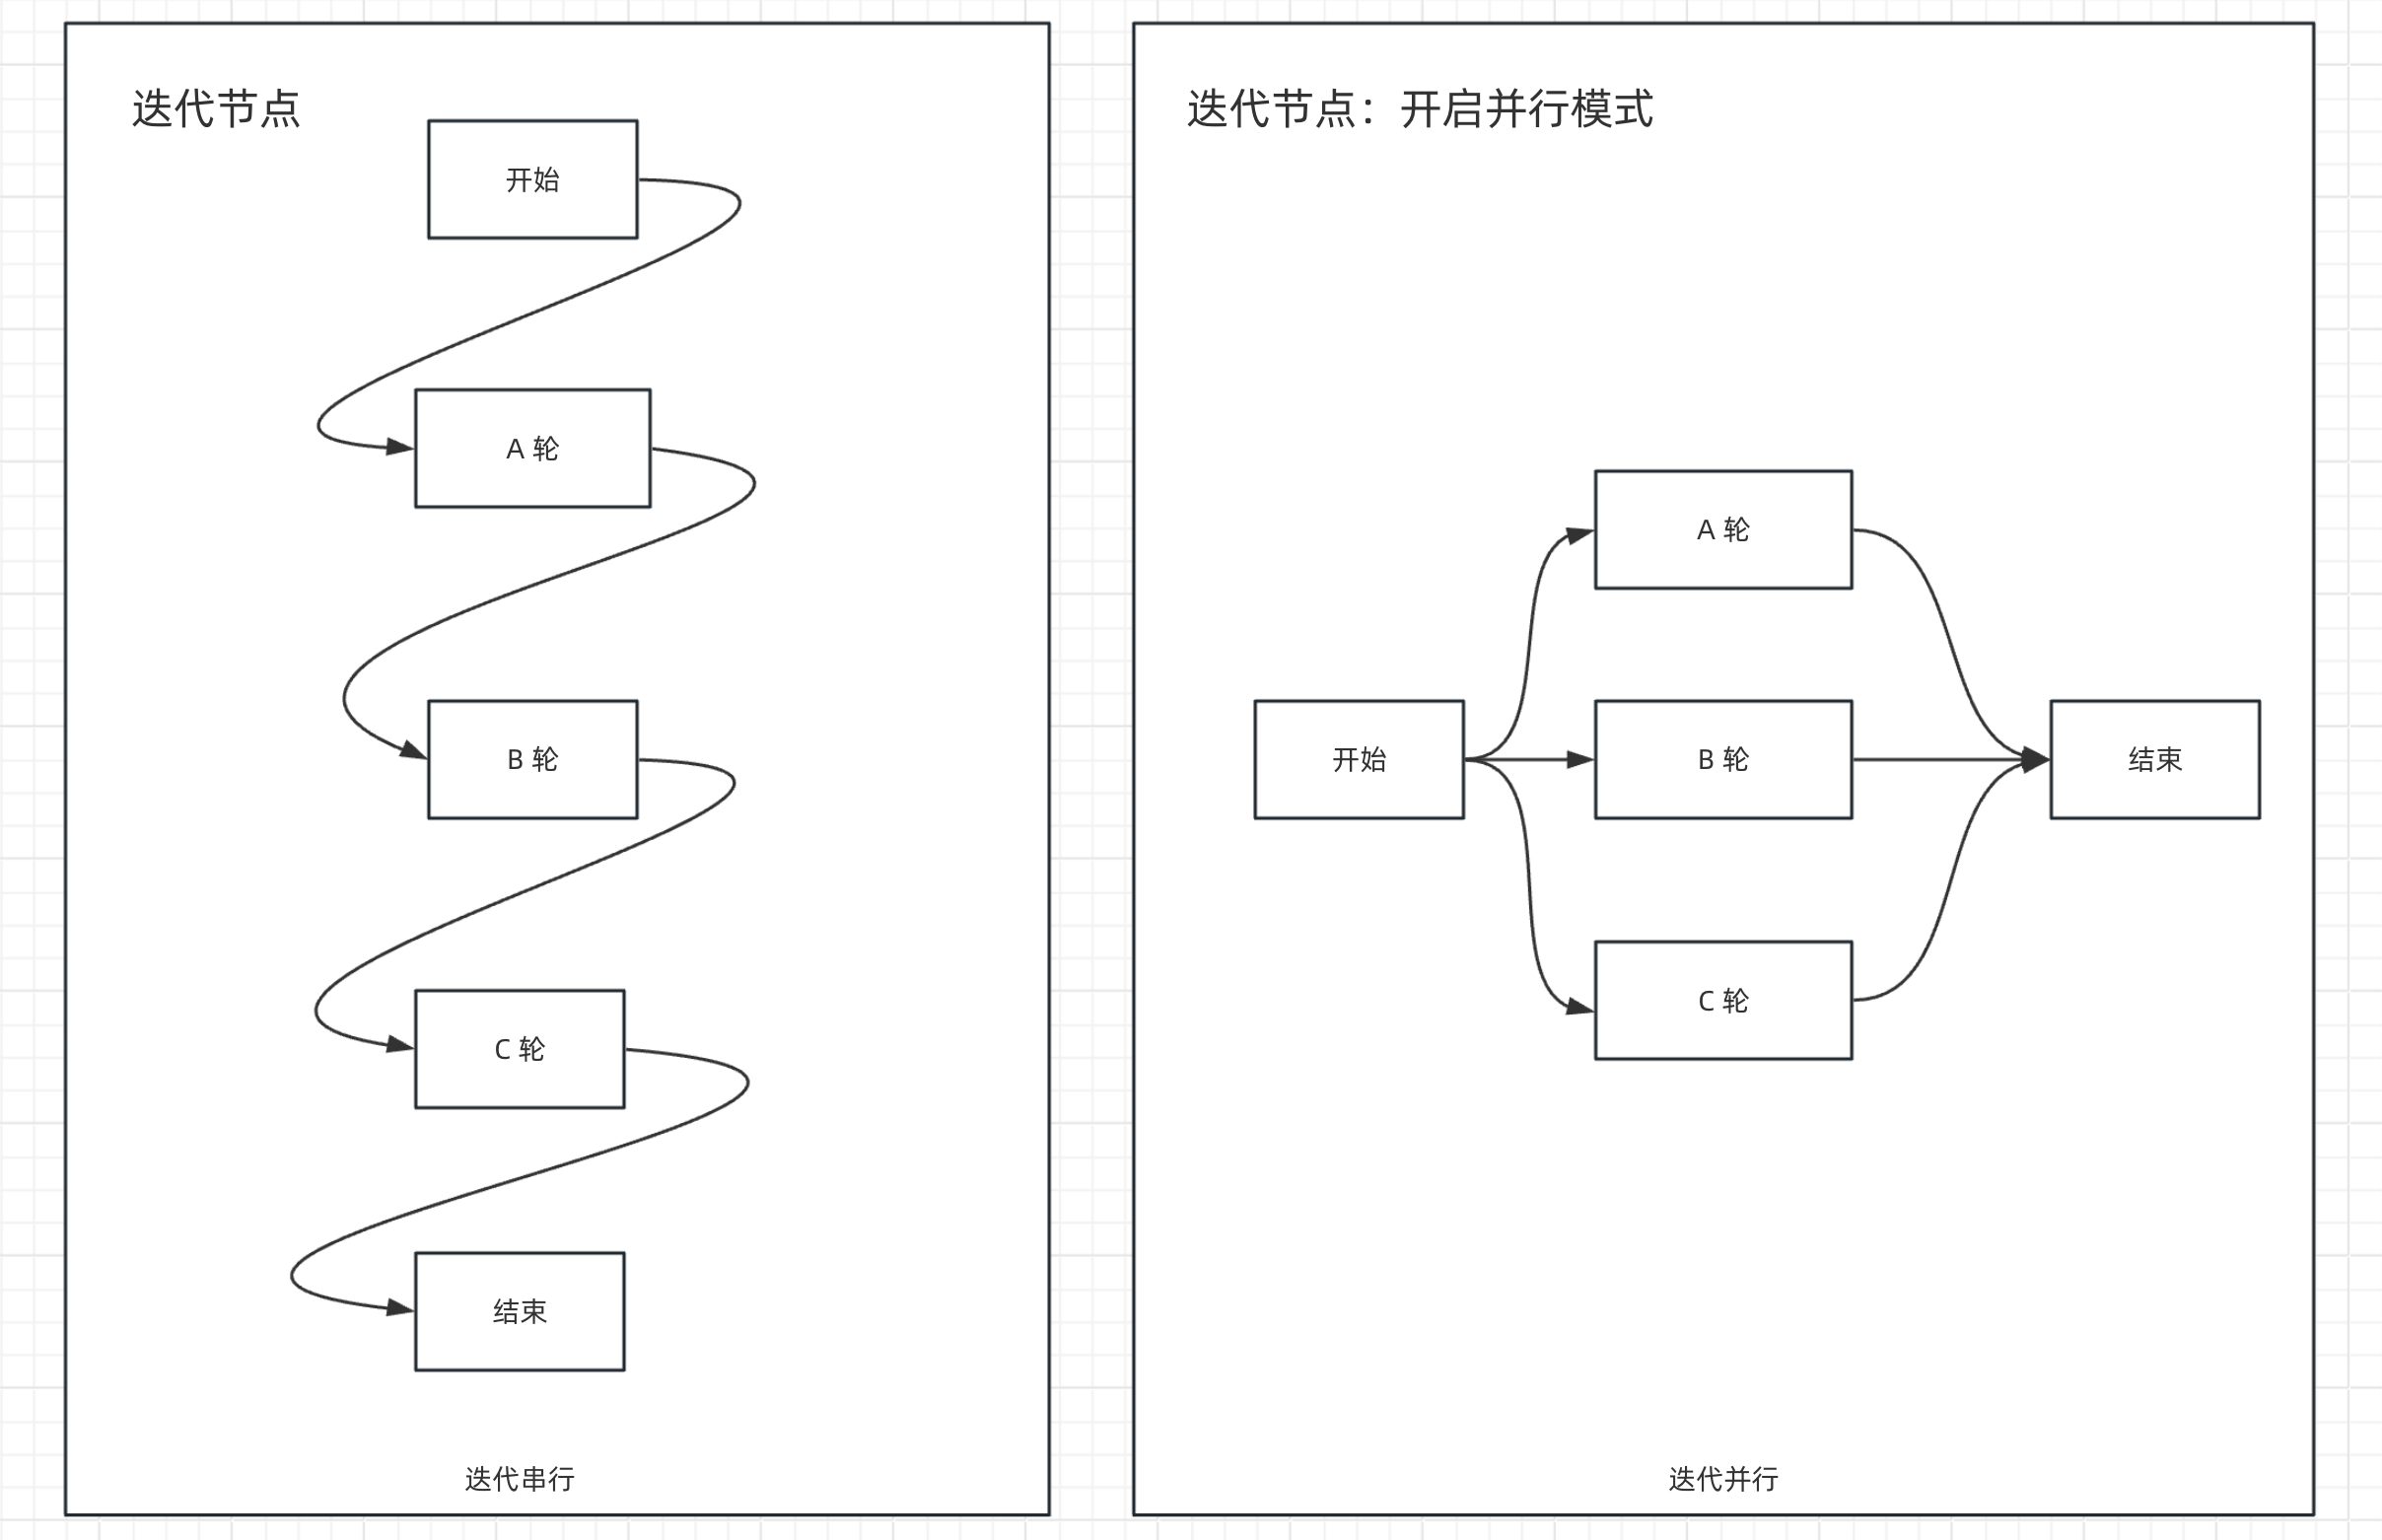 迭代节点
开始
A 轮
B 轮
C 轮
结束
迭代串行
迭代节点：开启并行模式
A 轮
开始
B 轮
结束
C 轮
迭代并行